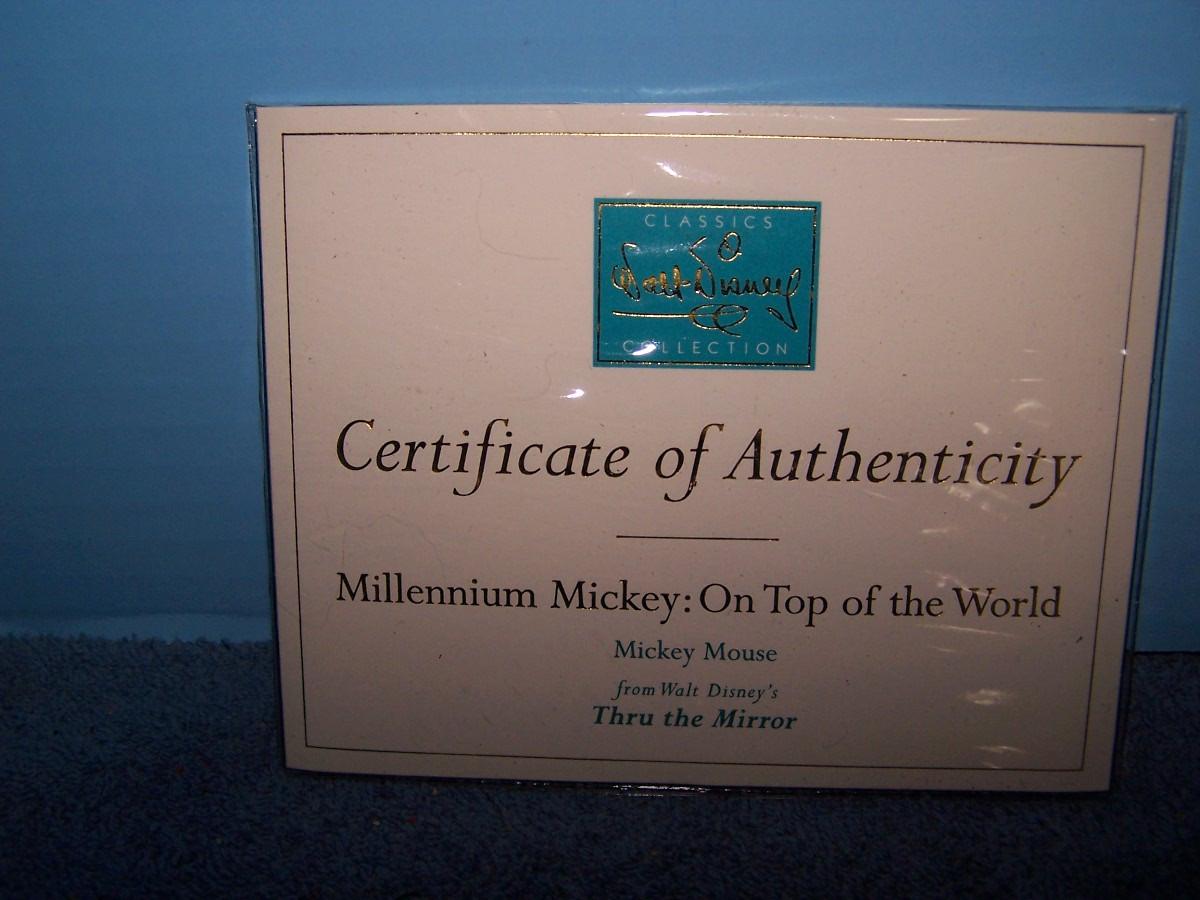 CLASSICS
Walt Disney
COLLECTION
Certificate of Authenticity
Millennium Mickey: On Top of the World
Mickey Mouse
from Walt Disney's
Thru the Mirror